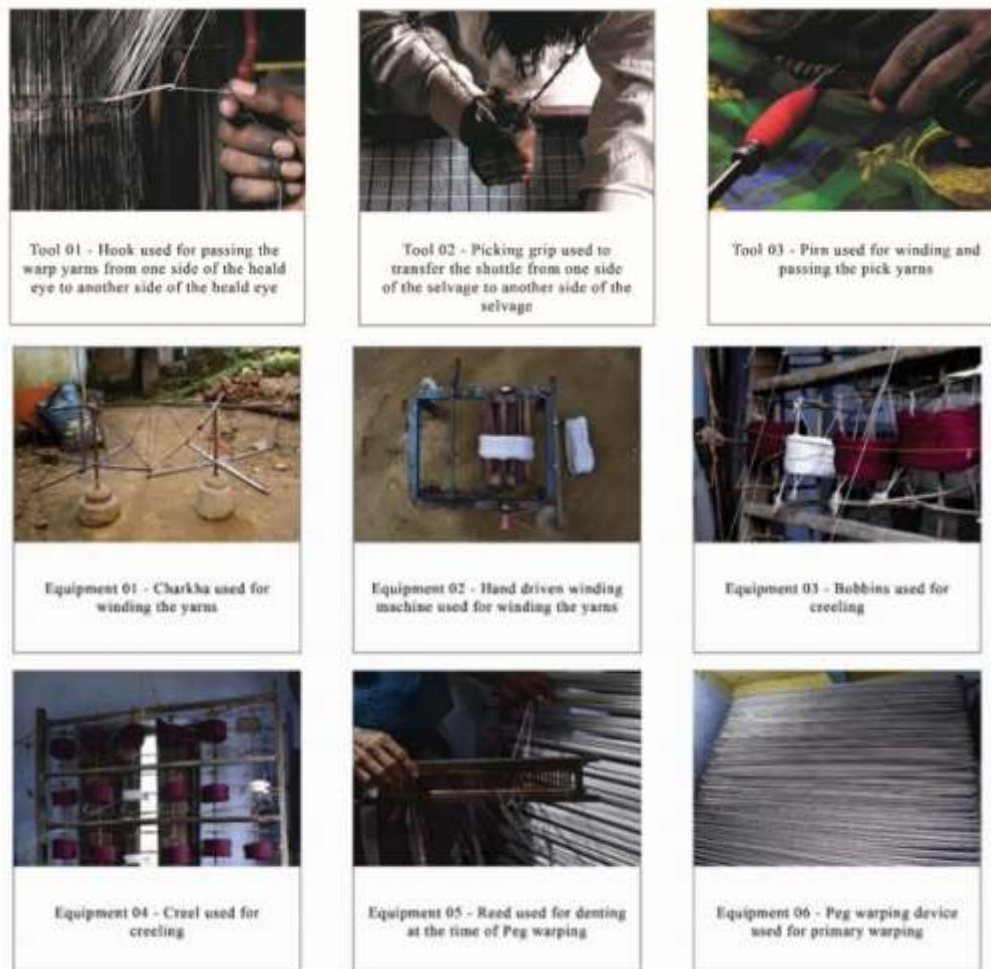 Tool 01 - Hook used for passing the
warp yarns from one side of the heald
eye to another side of the heald eye
Tool 02 - Picking grip used to
transfer the shuttle from one side
of the selvage to another side of the
selvage
Tool 03 - Pirn used for winding and
passing the pick yarns
Equipment 01 - Charkha used for
winding the yarns
Equipment 02 - Hand driven winding
machine used for winding the yarns
Equipment 03 - Bobbins used for
creeling
Equipment 04 - Creel used for
creeling
Equipment 05 - Reed used for denting
at the time of Peg warping
Equipment 06 - Peg warping device
used for primary warping